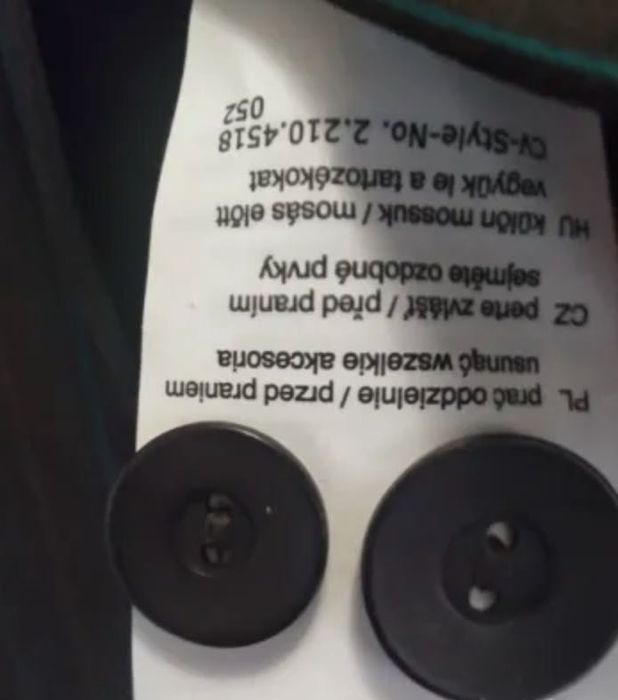 PL prać oddzielnie / przed praniem
usunąć wszelkie akcesoria
CZ perte zvlášť / před praním
sejměte ozdobné prvky
HU külön mossuk / mosás előtt
vegyük le a tartozékokat
CV-Style-No. 2.210.4518
052